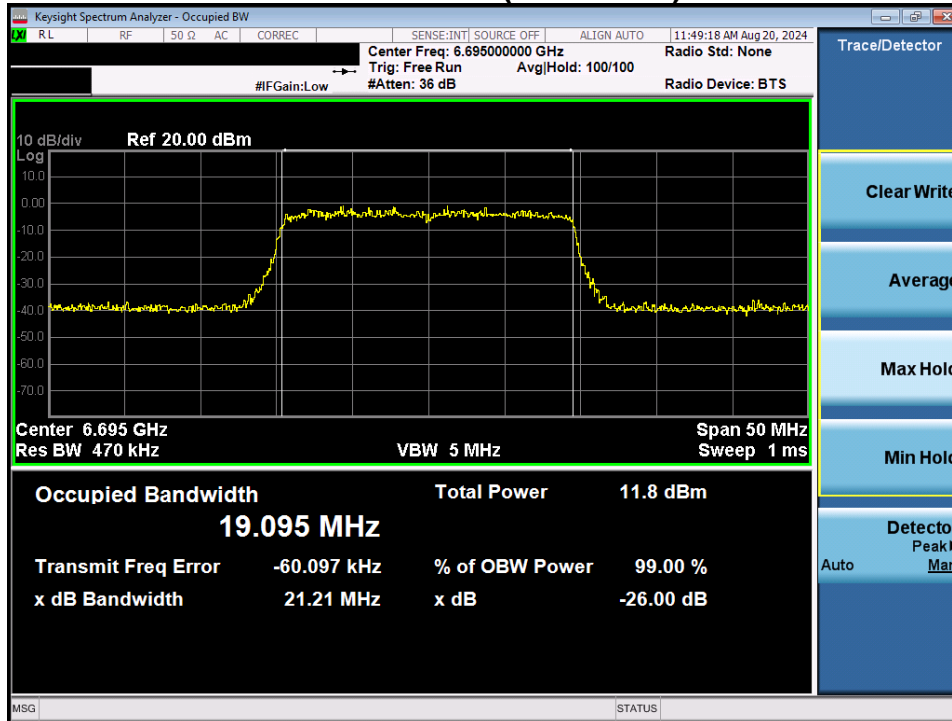 Keysight Spectrum Analyzer - Occupied BW
LXI RL RF 50 Ω AC CORREC SENSE:INT SOURCE OFF ALIGN AUTO 11:49:18 AM Aug 20, 2024
Center Freq: 6.695000000 GHz Radio Std: None
Trig: Free Run Avg|Hold: 100/100
#IFGain:Low #Atten: 36 dB Radio Device: BTS
Trace/Detector
10 dB/div Ref 20.00 dBm
Log
10.0
0.00
-10.0
-20.0
-30.0
-40.0
-50.0
-60.0
-70.0
Center 6.695 GHz Span 50 MHz
Res BW 470 kHz VBW 5 MHz Sweep 1 ms
Occupied Bandwidth Total Power 11.8 dBm
19.095 MHz
Transmit Freq Error -60.097 kHz % of OBW Power 99.00 %
x dB Bandwidth 21.21 MHz x dB -26.00 dB
Clear Write
Average
Max Hold
Min Hold
Detecto
Peak
Auto Man
MSG STATUS